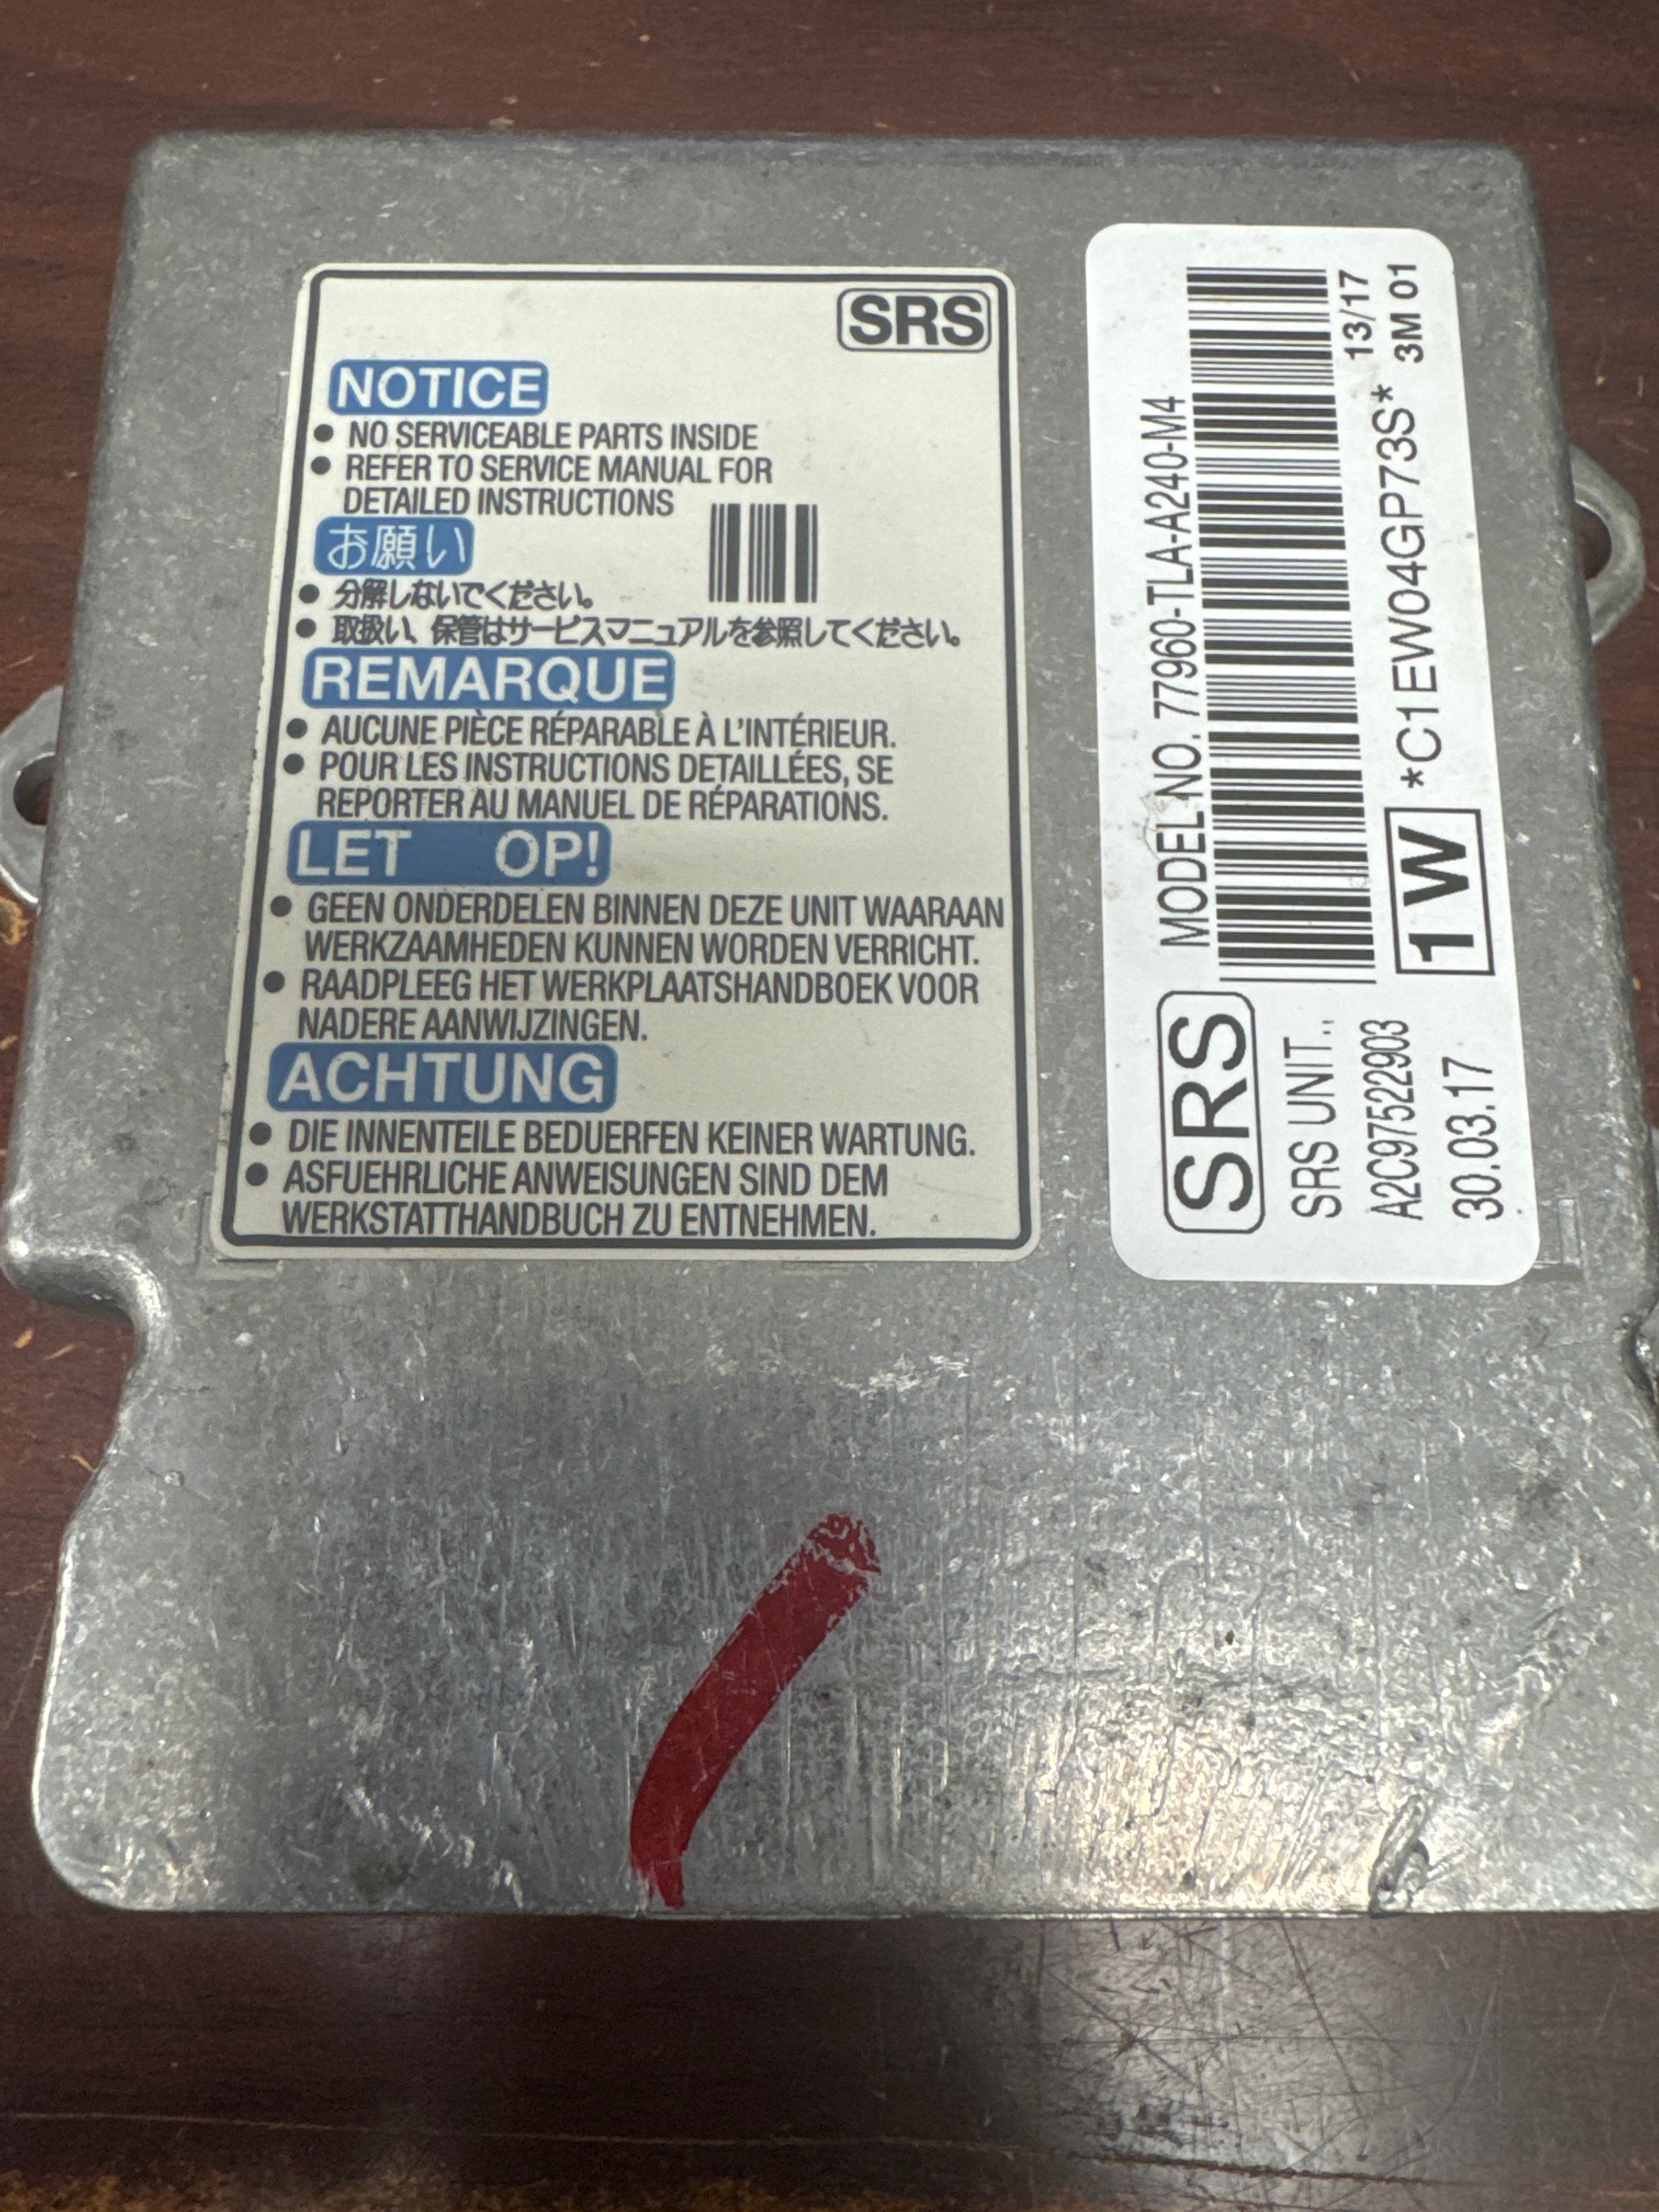 SRS
NOTICE
● NO SERVICEABLE PARTS INSIDE
● REFER TO SERVICE MANUAL FOR
DETAILED INSTRUCTIONS
お願い
● 分解しないでください。
● 取扱い、保管はサービスマニュアルを参照してください。
REMARQUE
● AUCUNE PIÈCE RÉPARABLE À L'INTÉRIEUR.
● POUR LES INSTRUCTIONS DETAILLÉES, SE
REPORTER AU MANUEL DE RÉPARATIONS.
LET OP!
● GEEN ONDERDELEN BINNEN DEZE UNIT WAARAAN
WERKZAAMHEDEN KUNNEN WORDEN VERRICHT.
● RAADPLEEG HET WERKPLAATSHANDBOEK VOOR
NADERE AANWIJZINGEN.
ACHTUNG
● DIE INNENTEILE BEDUERFEN KEINER WARTUNG.
● ASFUEHRLICHE ANWEISUNGEN SIND DEM
WERKSTATTHANDBUCH ZU ENTNEHMEN.
SRS
MODEL NO. 77960-TLA-A240-M4
SRS UNIT..
13/17
A2C97522903
1W
*C1EW04GP73S*
3M 01
30.03.17